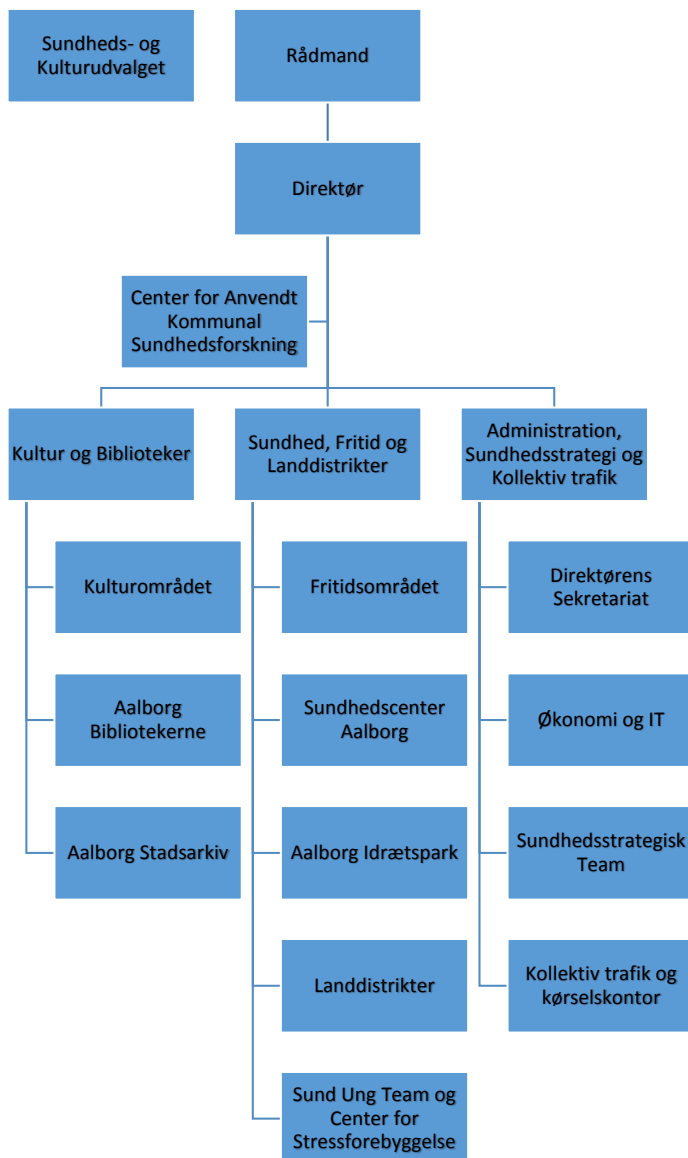 Sundheds- og
Kulturudvalget
Rådmand
Direktør
Center for Anvendt
Kommunal
Sundhedsforskning
Kultur og Biblioteker
Sundhed, Fritid og
Landdistrikter
Administration,
Sundhedsstrategi og
Kollektiv trafik
Kulturområdet
Aalborg
Bibliotekerne
Aalborg Stadsarkiv
Fritidsområdet
Sundhedscenter
Aalborg
Aalborg Idrætspark
Landdistrikter
Sund Ung Team og
Center for
Stressforebyggelse
Direktørens
Sekretariat
Økonomi og IT
Sundhedsstrategisk
Team
Kollektiv trafik og
kørselskontor